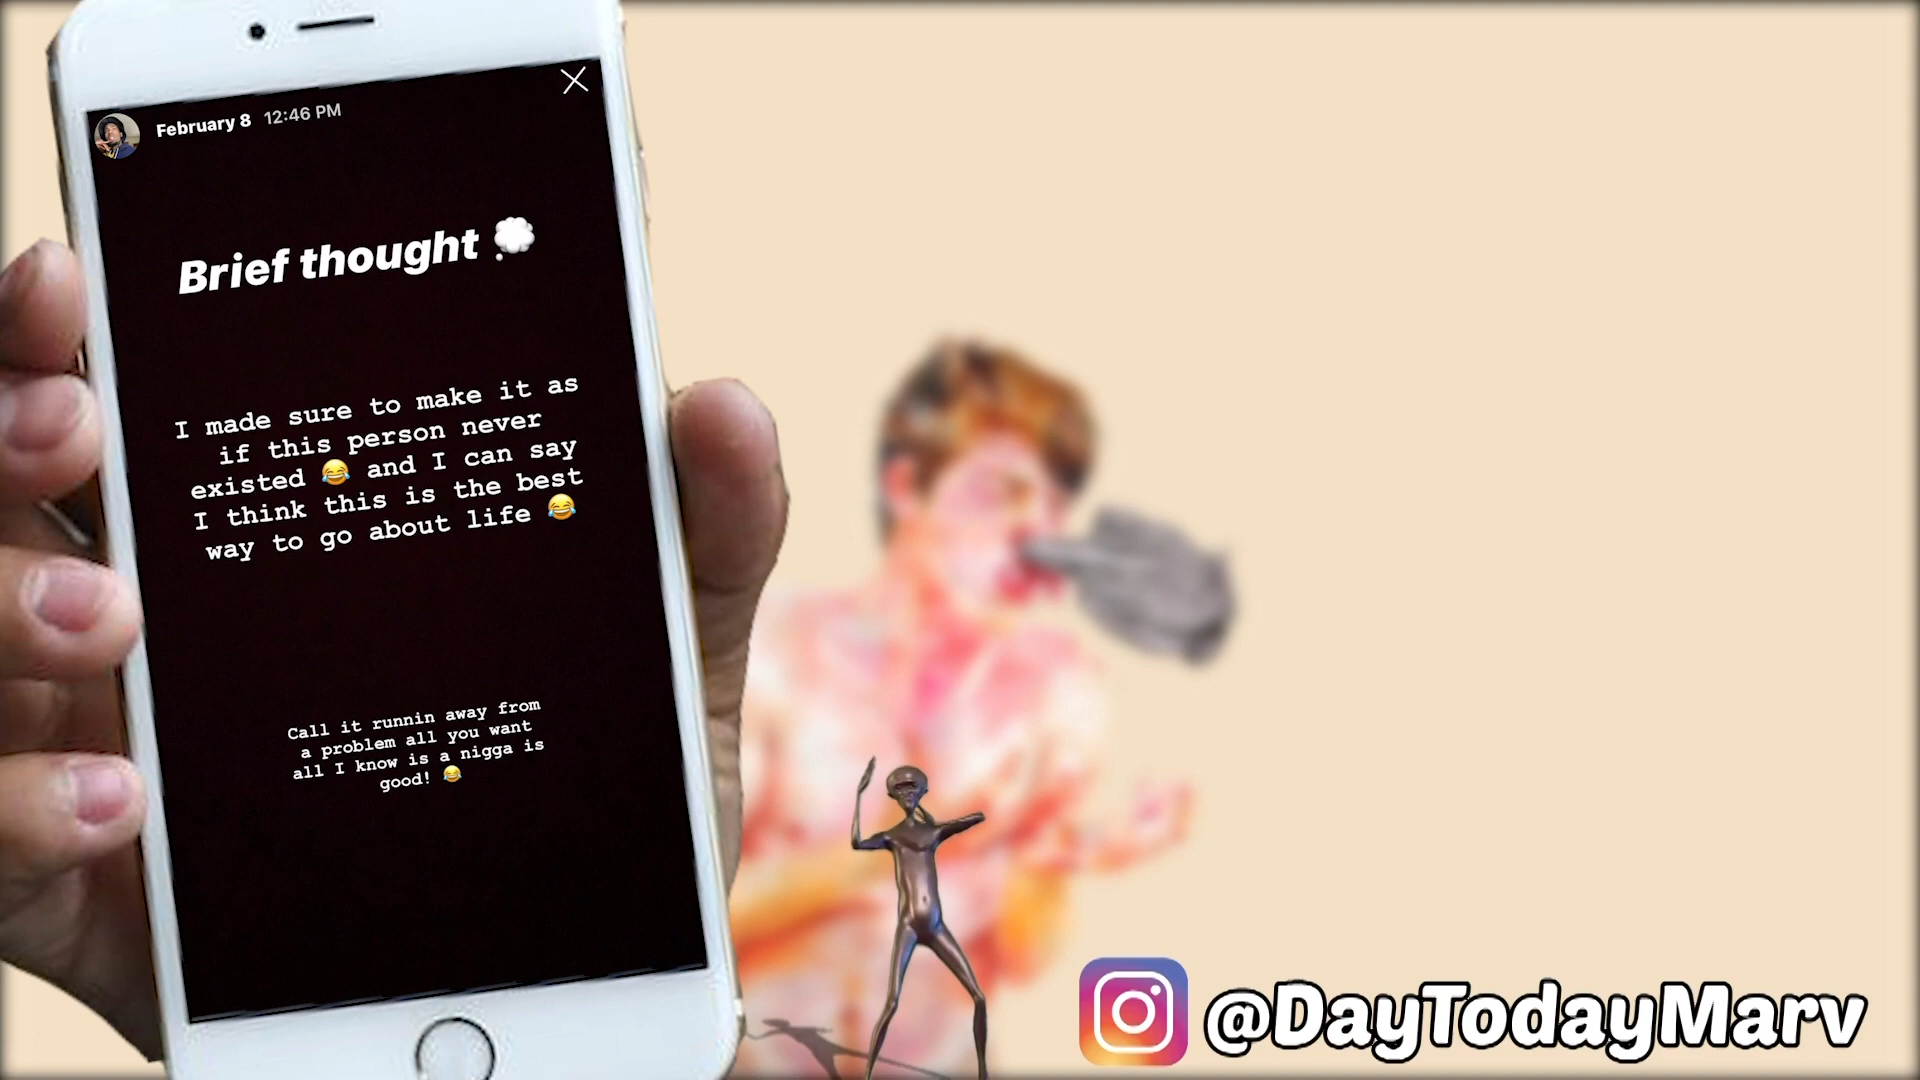 February 8 12:46 PM
Brief thought 💭
I made sure to make it as
if this person never
existed 😂 and I can say
I think this is the best
way to go about life 😂
Call it runnin away from
a problem all you want
all I know is a nigga is
good! 😂
@DayTodayMarv